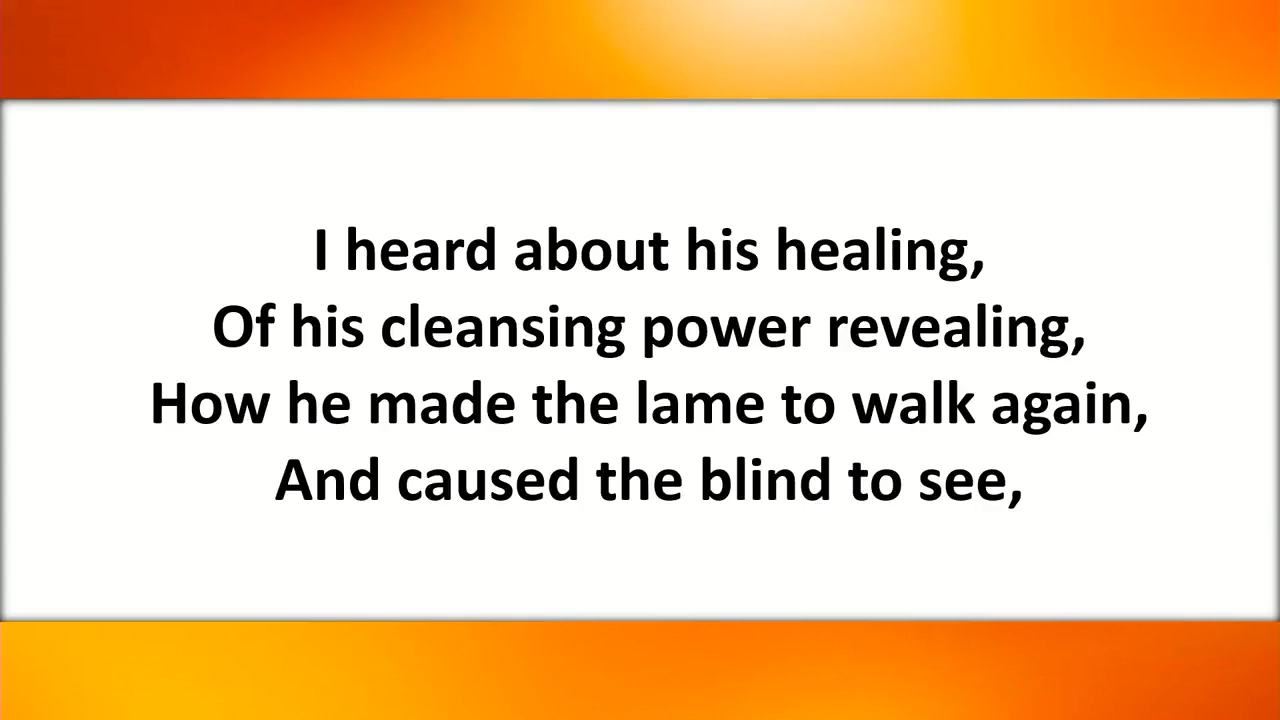 I heard about his healing,
Of his cleansing power revealing,
How he made the lame to walk again,
And caused the blind to see,